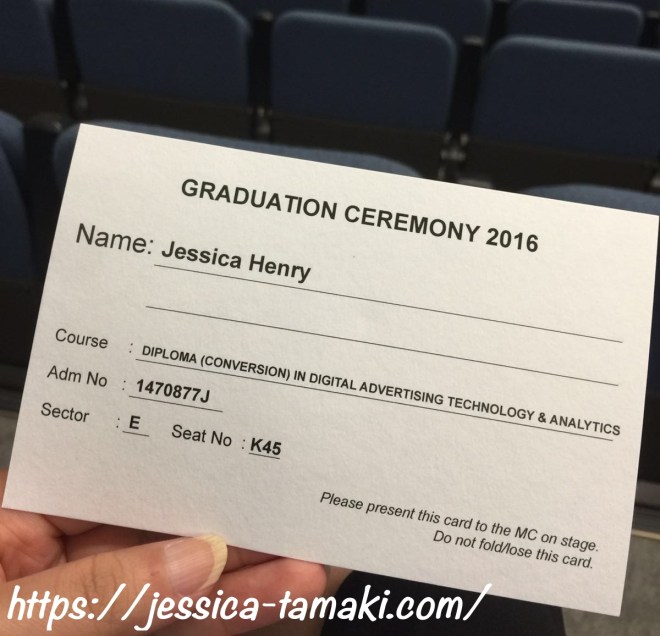 GRADUATION CEREMONY 2016
Name: Jessica Henry
Course : DIPLOMA (CONVERSION) IN DIGITAL ADVERTISING TECHNOLOGY & ANALYTICS
Adm No : 1470877J
Sector : E Seat No : K45
Please present this card to the MC on stage.
Do not fold/lose this card.
https://jessica-tamaki.com/